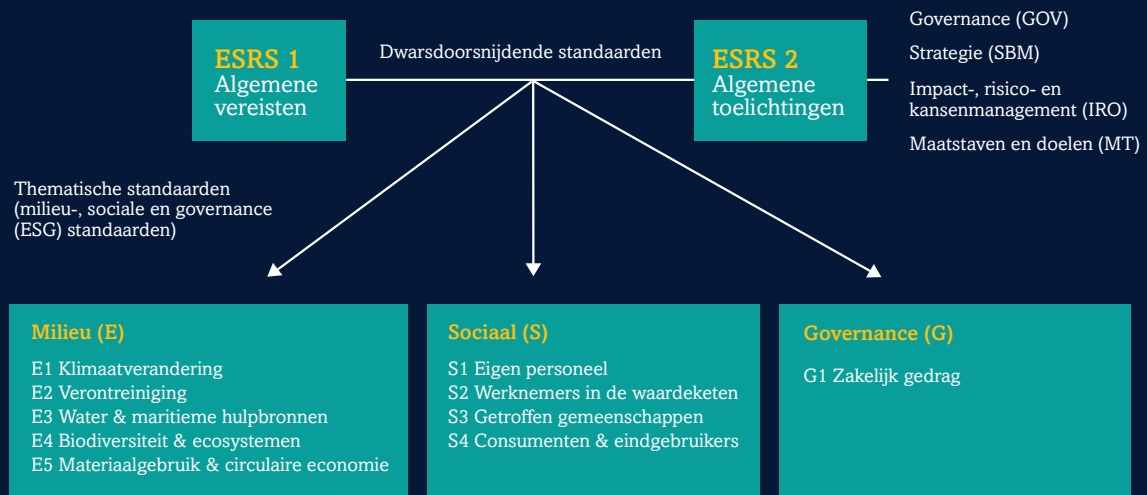 ESRS 1
Algemene
vereisten
Dwarsdoorsnijdende standaarden
ESRS 2
Algemene
toelichtingen
Governance (GOV)
Strategie (SBM)
Impact-, risico- en
kansenmanagement (IRO)
Maatstaven en doelen (MT)
Thematische standaarden
(milieu-, sociale en governance
(ESG) standaarden)
Milieu (E)
E1 Klimaatverandering
E2 Verontreiniging
E3 Water & maritieme hulpbronnen
E4 Biodiversiteit & ecosystemen
E5 Materiaalgebruik & circulaire economie
Sociaal (S)
S1 Eigen personeel
S2 Werknemers in de waardeketen
S3 Getroffen gemeenschappen
S4 Consumenten & eindgebruikers
Governance (G)
G1 Zakelijk gedrag